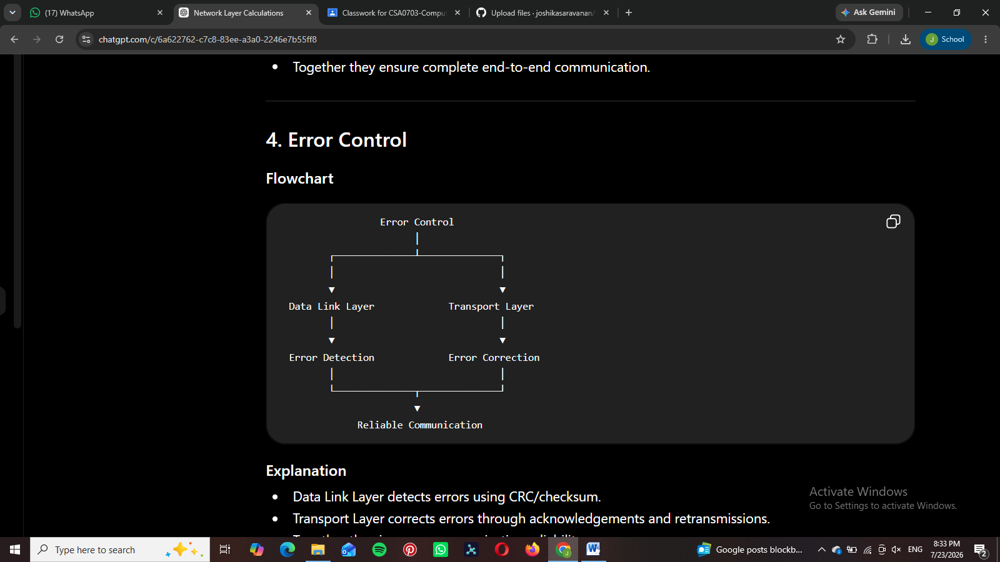 (17) WhatsApp
Network Layer Calculations
Classwork for CSA0703-Compu
Upload files · joshikasaravanan/
Ask Gemini
chatgpt.com/c/6a622762-c7c8-83ee-a3a0-2246e7b55ff8
J School
Together they ensure complete end-to-end communication.
4. Error Control
Flowchart
Error Control
Data Link Layer Transport Layer
Error Detection Error Correction
Reliable Communication
Explanation
Data Link Layer detects errors using CRC/checksum.
Transport Layer corrects errors through acknowledgements and retransmissions.
Activate Windows
Go to Settings to activate Windows.
Type here to search
Google posts blockb...
ENG
8:33 PM
7/23/2026
2